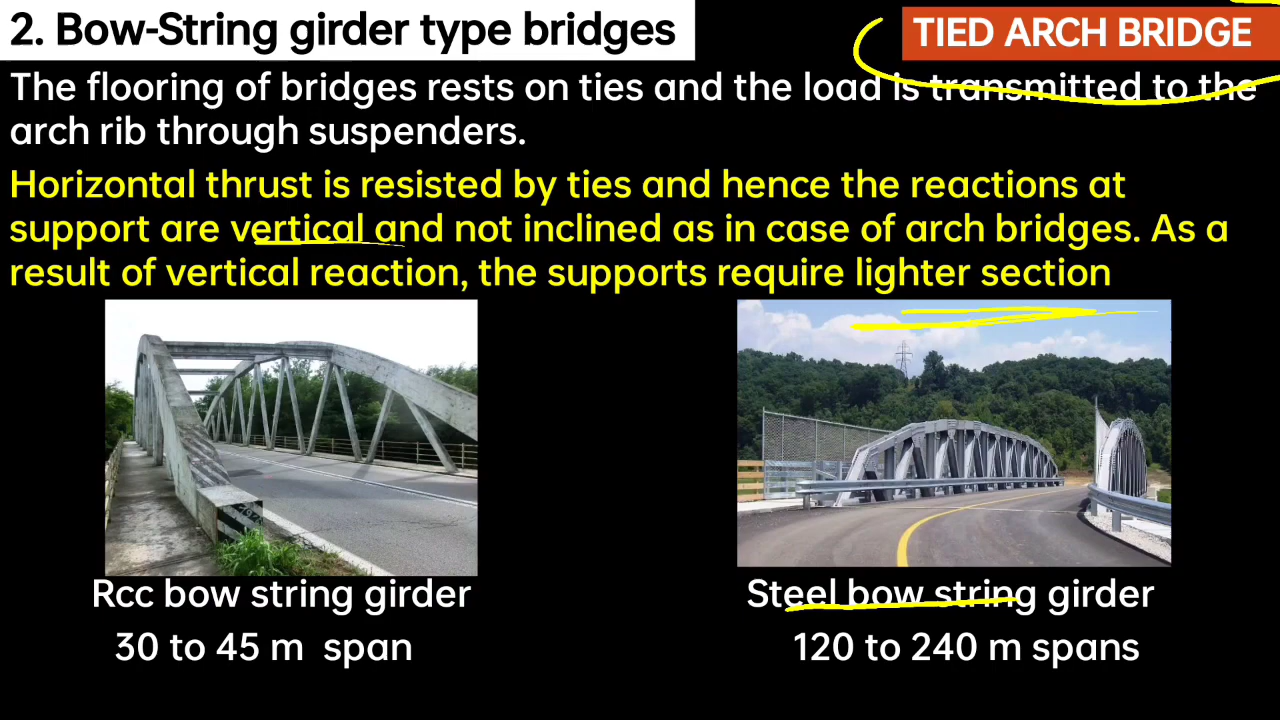 2. Bow-String girder type bridges
TIED ARCH BRIDGE
The flooring of bridges rests on ties and the load is transmitted to the
arch rib through suspenders.
Horizontal thrust is resisted by ties and hence the reactions at
support are vertical and not inclined as in case of arch bridges. As a
result of vertical reaction, the supports require lighter section
Rcc bow string girder
30 to 45 m span
Steel bow string girder
120 to 240 m spans